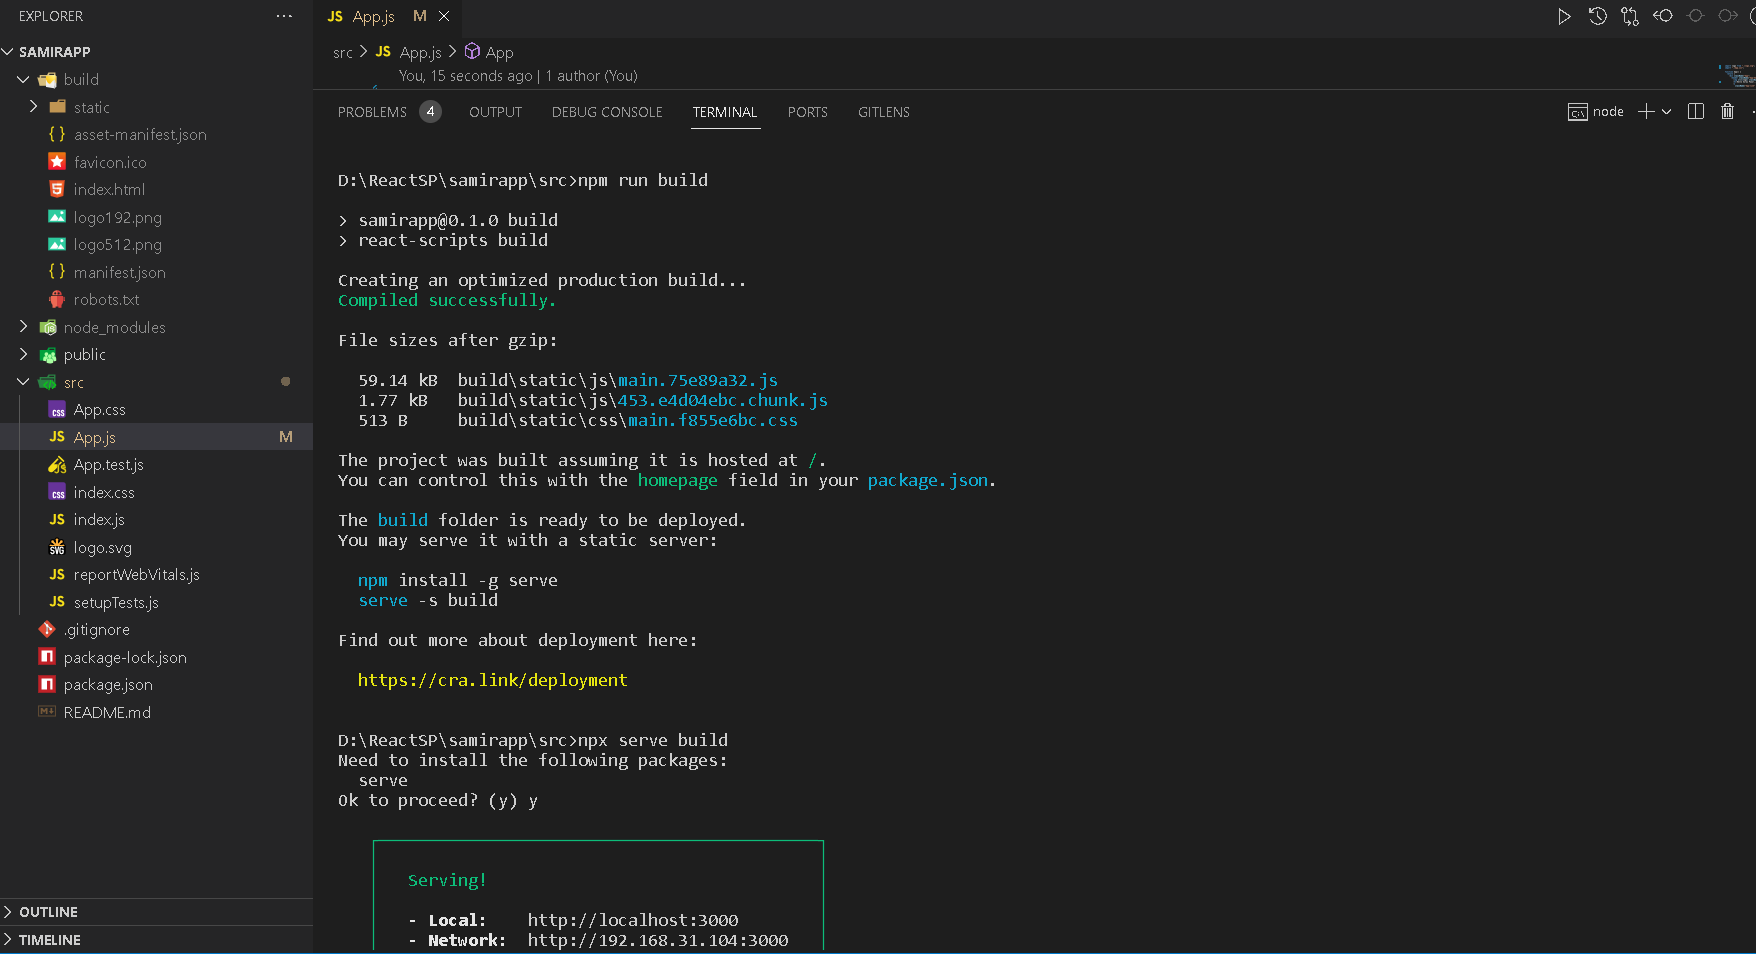 EXPLORER
SAMIRAPP
build
static
asset-manifest.json
favicon.ico
index.html
logo192.png
logo512.png
manifest.json
robots.txt
node_modules
public
src
App.css
App.js M
App.test.js
index.css
index.js
logo.svg
reportWebVitals.js
setupTests.js
.gitignore
package-lock.json
package.json
README.md
OUTLINE
TIMELINE
JS App.js M
src > JS App.js > App
You, 15 seconds ago | 1 author (You)
PROBLEMS 4 OUTPUT DEBUG CONSOLE TERMINAL PORTS GITLENS
node
D:\ReactSP\samirapp\src>npm run build
> samirapp@0.1.0 build
> react-scripts build
Creating an optimized production build...
Compiled successfully.
File sizes after gzip:
59.14 kB build\static\js\main.75e89a32.js
1.77 kB build\static\js\453.e4d04ebc.chunk.js
513 B build\static\css\main.f855e6bc.css
The project was built assuming it is hosted at /.
You can control this with the homepage field in your package.json.
The build folder is ready to be deployed.
You may serve it with a static server:
npm install -g serve
serve -s build
Find out more about deployment here:
https://cra.link/deployment
D:\ReactSP\samirapp\src>npx serve build
Need to install the following packages:
serve
Ok to proceed? (y) y
Serving!
- Local: http://localhost:3000
- Network: http://192.168.31.104:3000